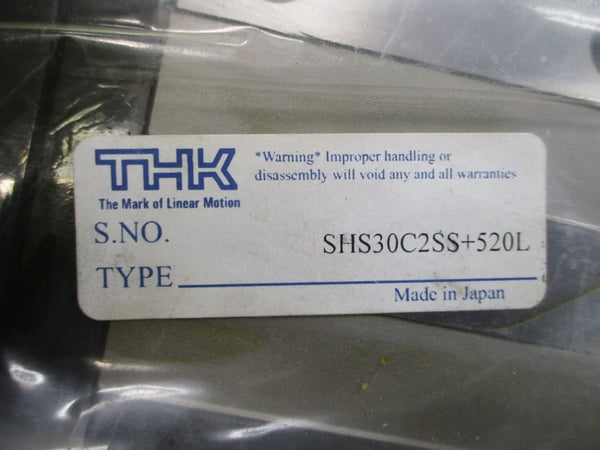 THK
The Mark of Linear Motion
*Warning* Improper handling or
disassembly will void any and all warranties
S.NO.
SHS30C2SS+520L
TYPE
Made in Japan